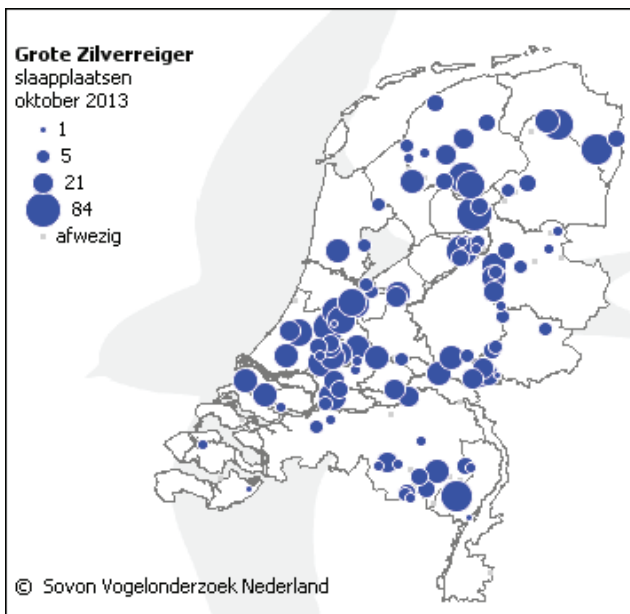 Grote Zilverreiger
slaapplaatsen
oktober 2013
1
5
21
84
afwezig
© Sovon Vogelonderzoek Nederland